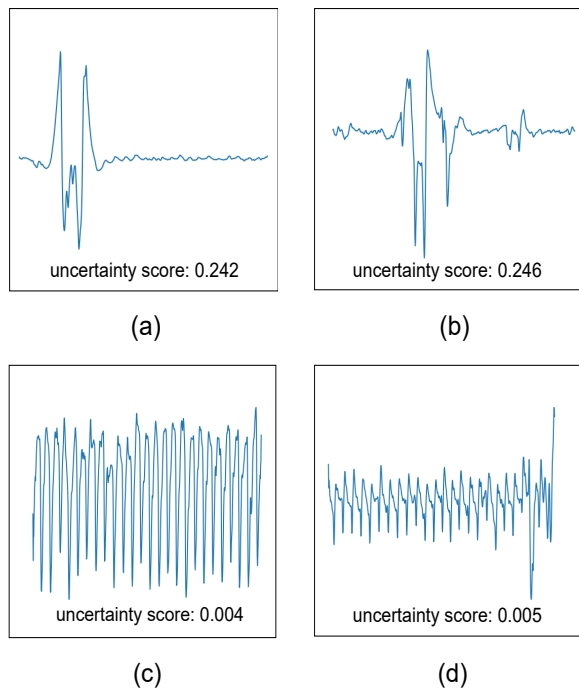 uncertainty score: 0.242
uncertainty score: 0.246
(a)
(b)
uncertainty score: 0.004
uncertainty score: 0.005
(c)
(d)